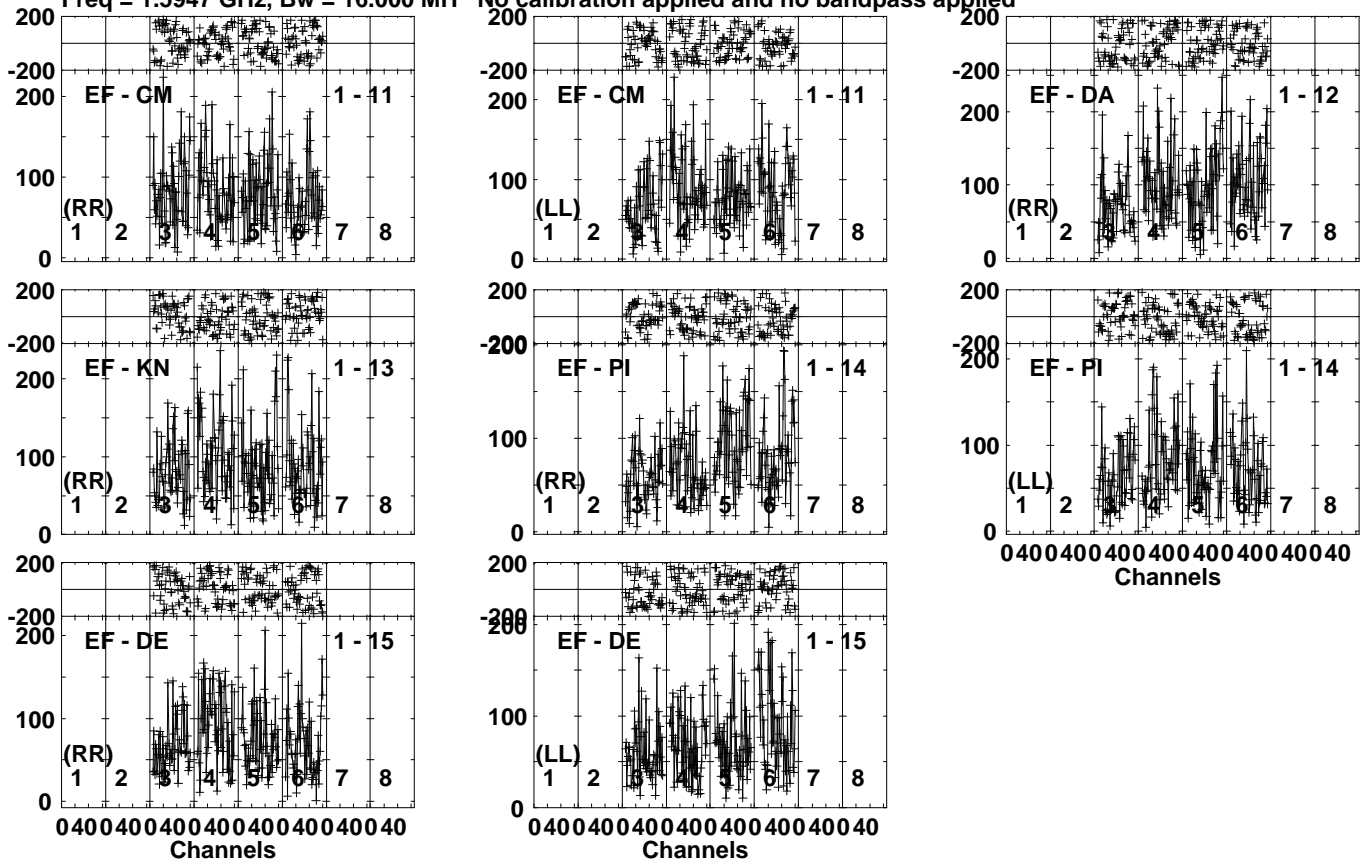 Freq = 1.5947 GHz, Bw = 16.000 MH No calibration applied and no bandpass applied
200 200 200
-200 -200 -200
EF - CM 1 - 11 EF - CM 1 - 11 EF - DA 1 - 12
200 200 200
100 100 100
(RR) (LL) (RR)
1 2 3 4 5 6 7 8 1 2 3 4 5 6 7 8 1 2 3 4 5 6 7 8
0 0 0
200 200 200
-200 -200 -200
200 200 200
EF - KN 1 - 13 EF - PI 1 - 14 EF - PI 1 - 14
100 100 100
(RR) (RR) (LL)
1 2 3 4 5 6 7 8 1 2 3 4 5 6 7 8 1 2 3 4 5 6 7 8
0 0 0
0 40 0 40 0 40 0 40 0 40 0 40 0 40 0 40
Channels
200 200
-200 -200
200 200
EF - DE 1 - 15 EF - DE 1 - 15
100 100
(RR) (LL)
1 2 3 4 5 6 7 8 1 2 3 4 5 6 7 8
0 0
0 40 0 40 0 40 0 40 0 40 0 40 0 40 0 40 0 40 0 40 0 40 0 40 0 40 0 40 0 40 0 40
Channels Channels